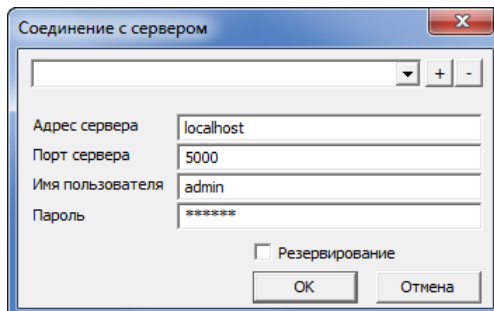 Соединение с сервером
+ -
Адрес сервера localhost
Порт сервера 5000
Имя пользователя admin
Пароль ******
Резервирование
OK Отмена